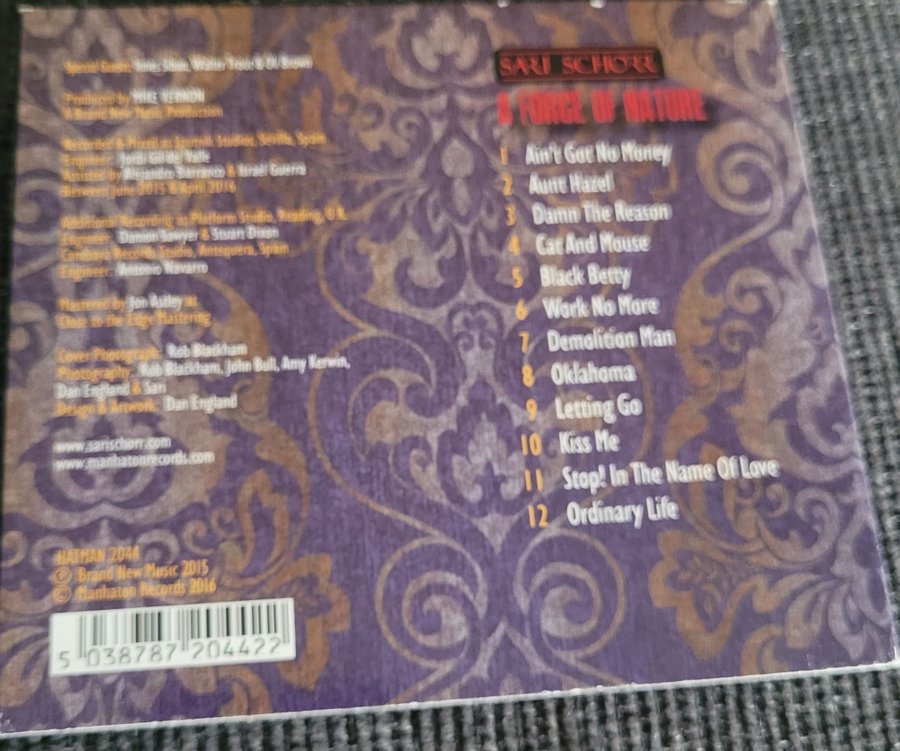 Special Guests: Innes Sibun, Walter Trout & Oli Brown
Produced by MIKE VERNON
A Brand New Music Production
Recorded & Mixed at Studios, Sevilla, Spain
Engineer: Jordi Gil del Valle
Assisted by Alejandro Barranco & Israel Guerra
Between June 2015 & April 2016
Additional Recording at Platform Studio, Reading, U.K.
Engineer: Damon Sawyer & Stuart Dixon
Cambaya Records Studio, Antequera, Spain
Engineer: Antonio Navarro
Mastered by Jon Astley at
Close to the Edge Mastering
Cover Photograph: Rob Blackham
Photography: Rob Blackham, John Bull, Amy Kerwin,
Dan England & Sari
Design & Artwork: Dan England
www.sarischorr.com
www.manhatonrecords.com
HATMAN 2044
© Brand New Music 2015
© Manhaton Records 2016
5 038787 204422
SARI SCHORR
A FORCE OF NATURE
1 Ain't Got No Money
2 Aunt Hazel
3 Damn The Reason
4 Cat And Mouse
5 Black Betty
6 Work No More
7 Demolition Man
8 Oklahoma
9 Letting Go
10 Kiss Me
11 Stop! In The Name Of Love
12 Ordinary Life